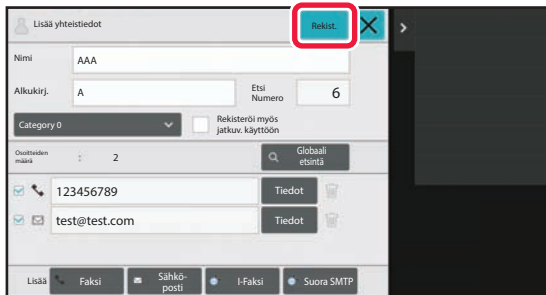 Lisää yhteistiedot
Rekist.
Nimi
AAA
Alkukirj.
A
Etsi
Numero
6
Category 0
Rekisteröi myös
jatkuv. käyttöön
Osoitteiden
määrä
:
2
Globaali
etsintä
123456789
Tiedot
test@test.com
Tiedot
Lisää
Faksi
Sähkö-
posti
I-Faksi
Suora SMTP